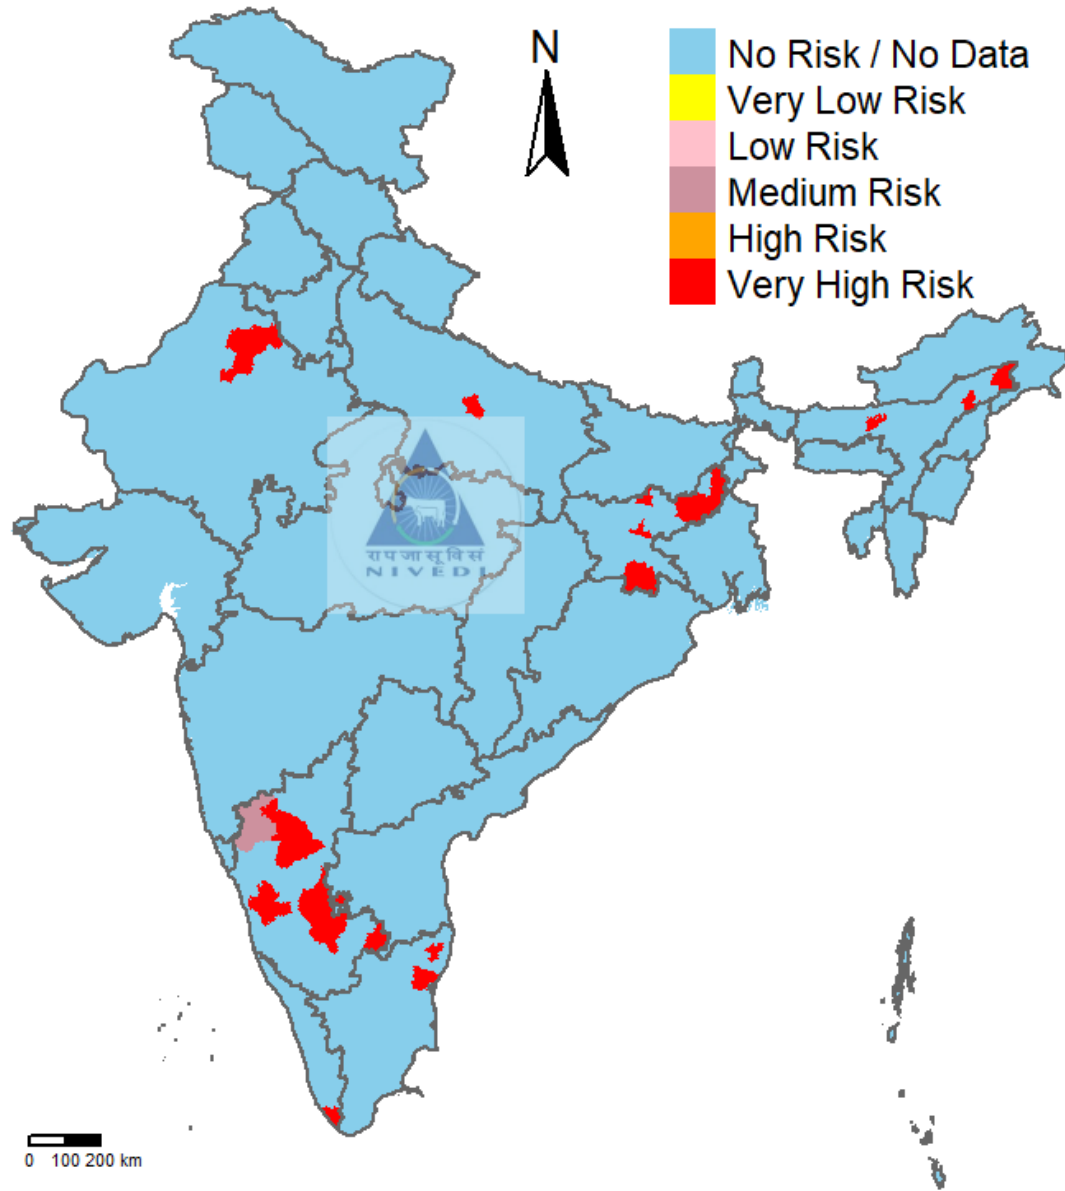 N
No Risk / No Data
Very Low Risk
Low Risk
Medium Risk
High Risk
Very High Risk
रा प जा सू वि सं
NIVEDI
0 100 200 km